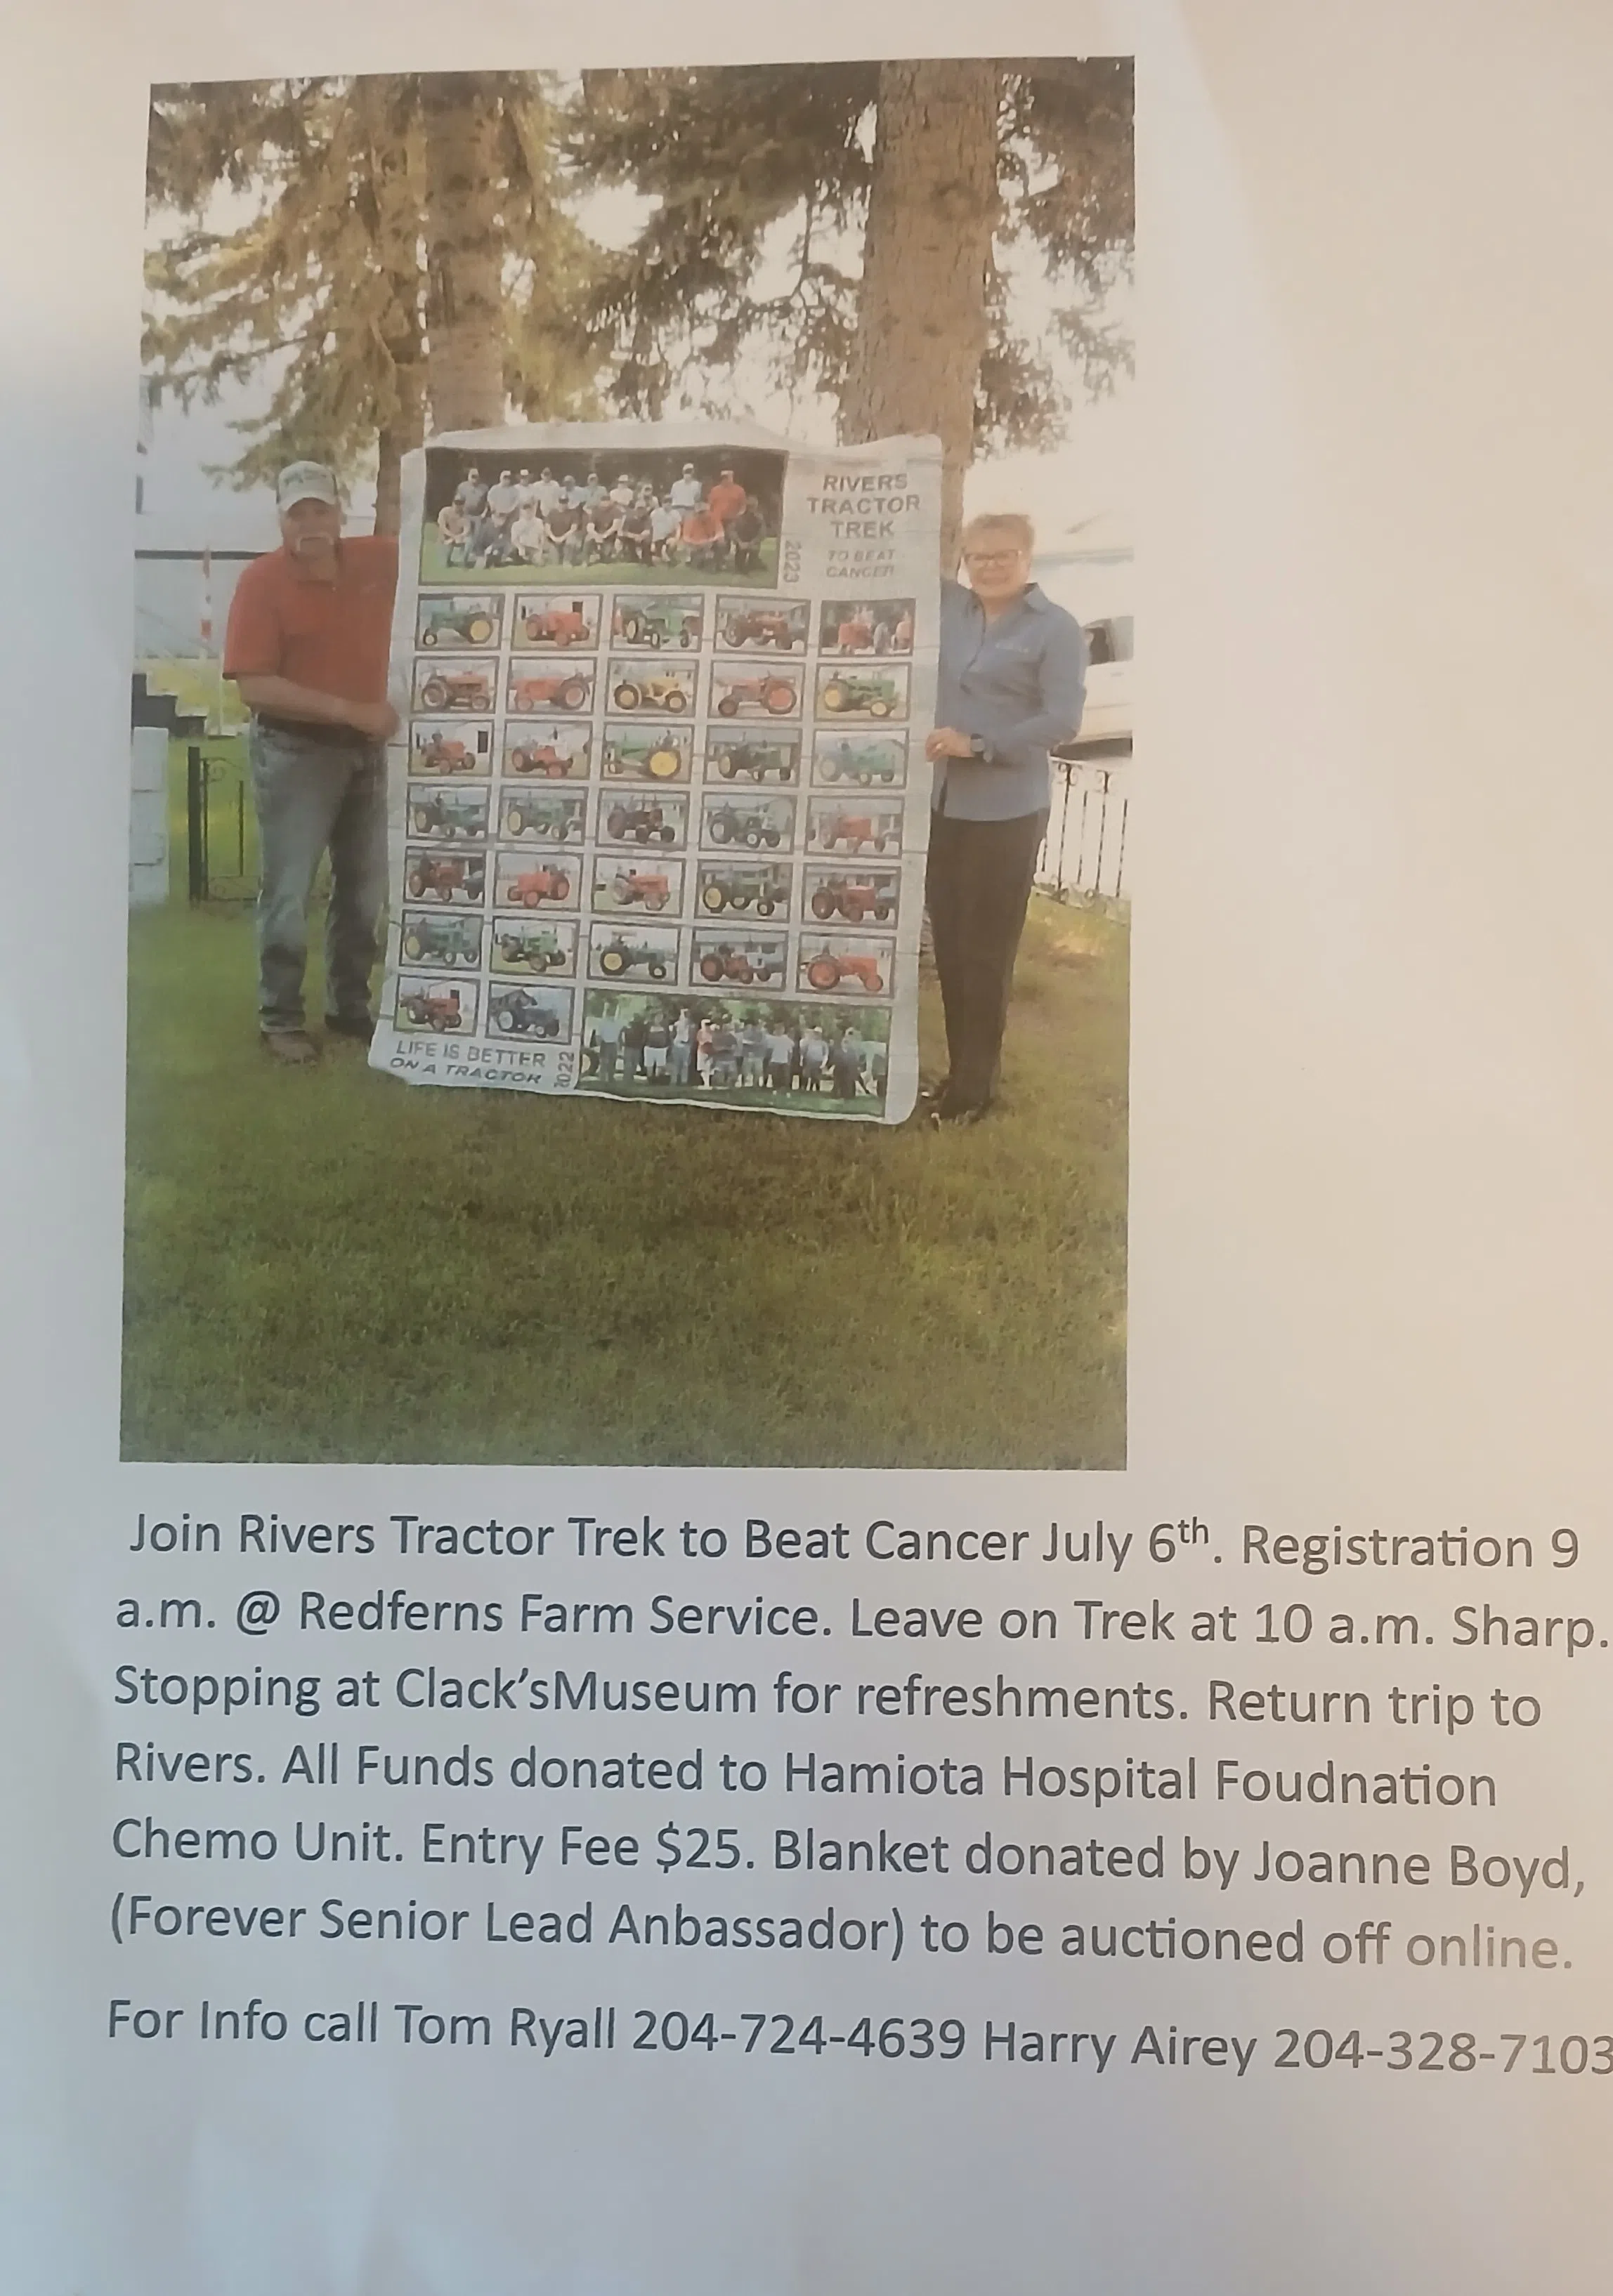 RIVERS
TRACTOR
TREK
TO BEAT
CANCER
2023
LIFE IS BETTER
ON A TRACTOR
2022
Join Rivers Tractor Trek to Beat Cancer July 6th. Registration 9
a.m. @ Redferns Farm Service. Leave on Trek at 10 a.m. Sharp.
Stopping at Clack'sMuseum for refreshments. Return trip to
Rivers. All Funds donated to Hamiota Hospital Foudnation
Chemo Unit. Entry Fee $25. Blanket donated by Joanne Boyd,
(Forever Senior Lead Anbassador) to be auctioned off online.
For Info call Tom Ryall 204-724-4639 Harry Airey 204-328-7103